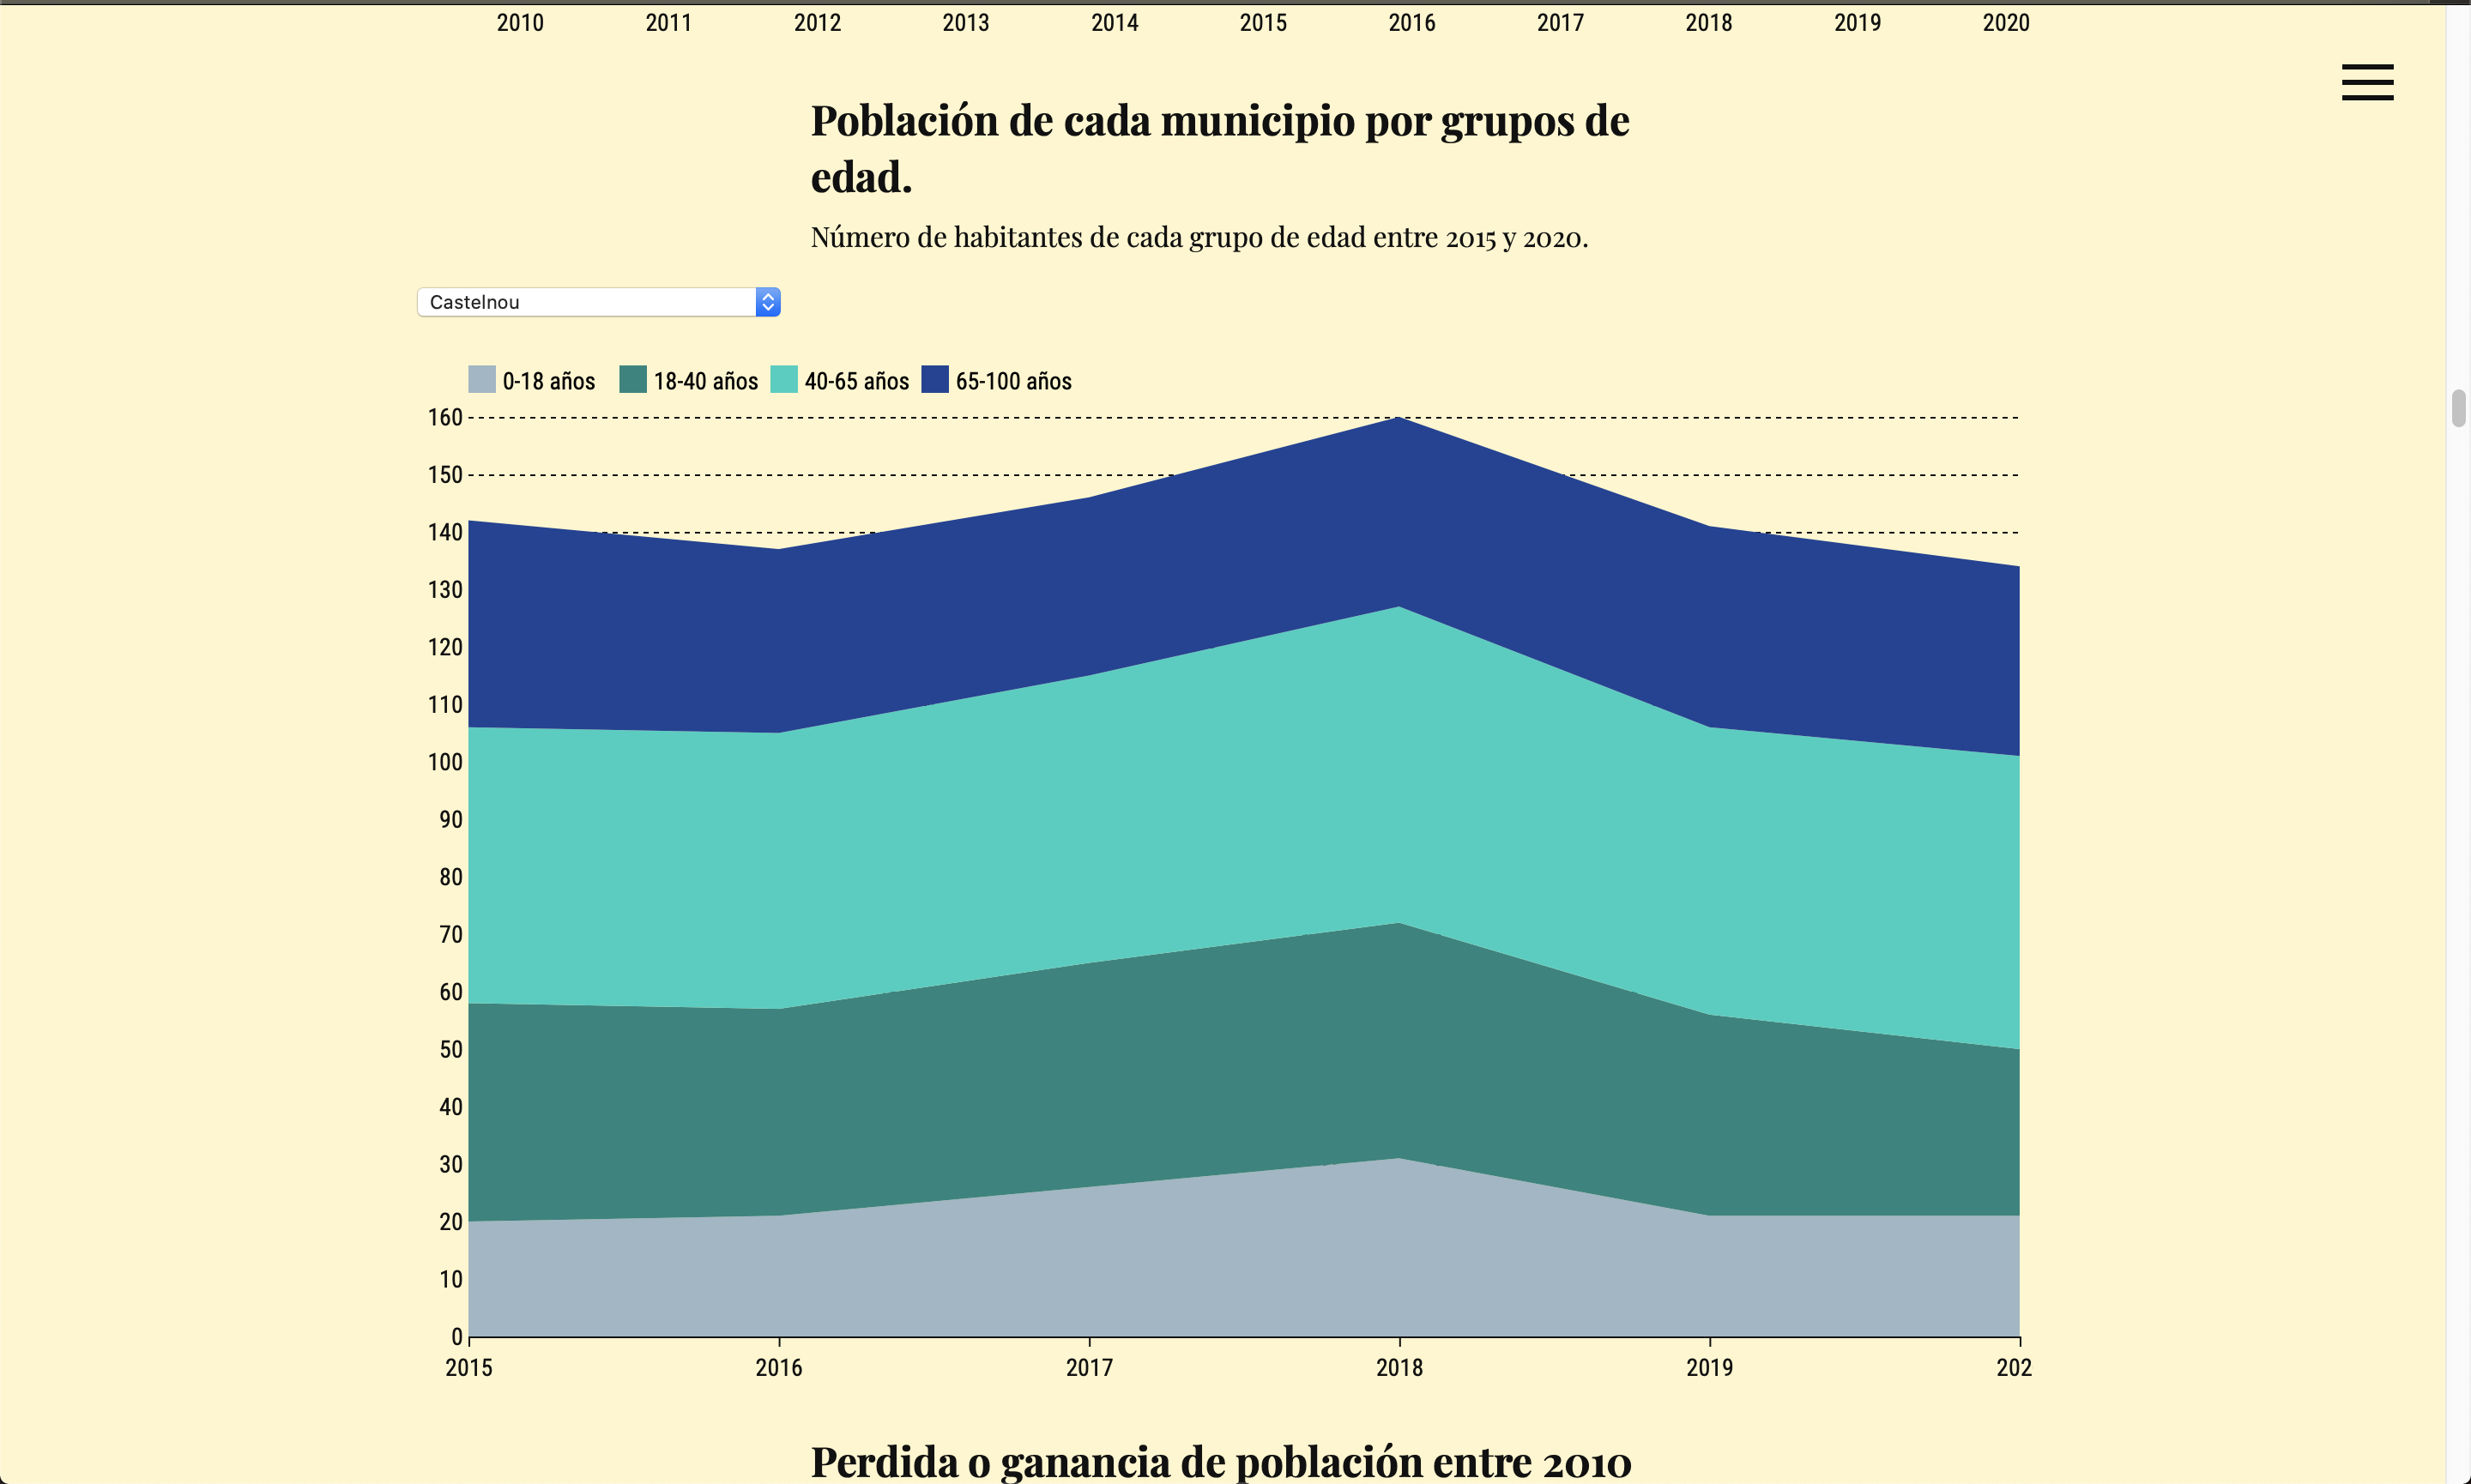 2010 2011 2012 2013 2014 2015 2016 2017 2018 2019 2020
Población de cada municipio por grupos de
edad.
Número de habitantes de cada grupo de edad entre 2015 y 2020.
Castelnou
0-18 años 18-40 años 40-65 años 65-100 años
160
150
140
130
120
110
100
90
80
70
60
50
40
30
20
10
0
2015 2016 2017 2018 2019 202
Perdida o ganancia de población entre 2010